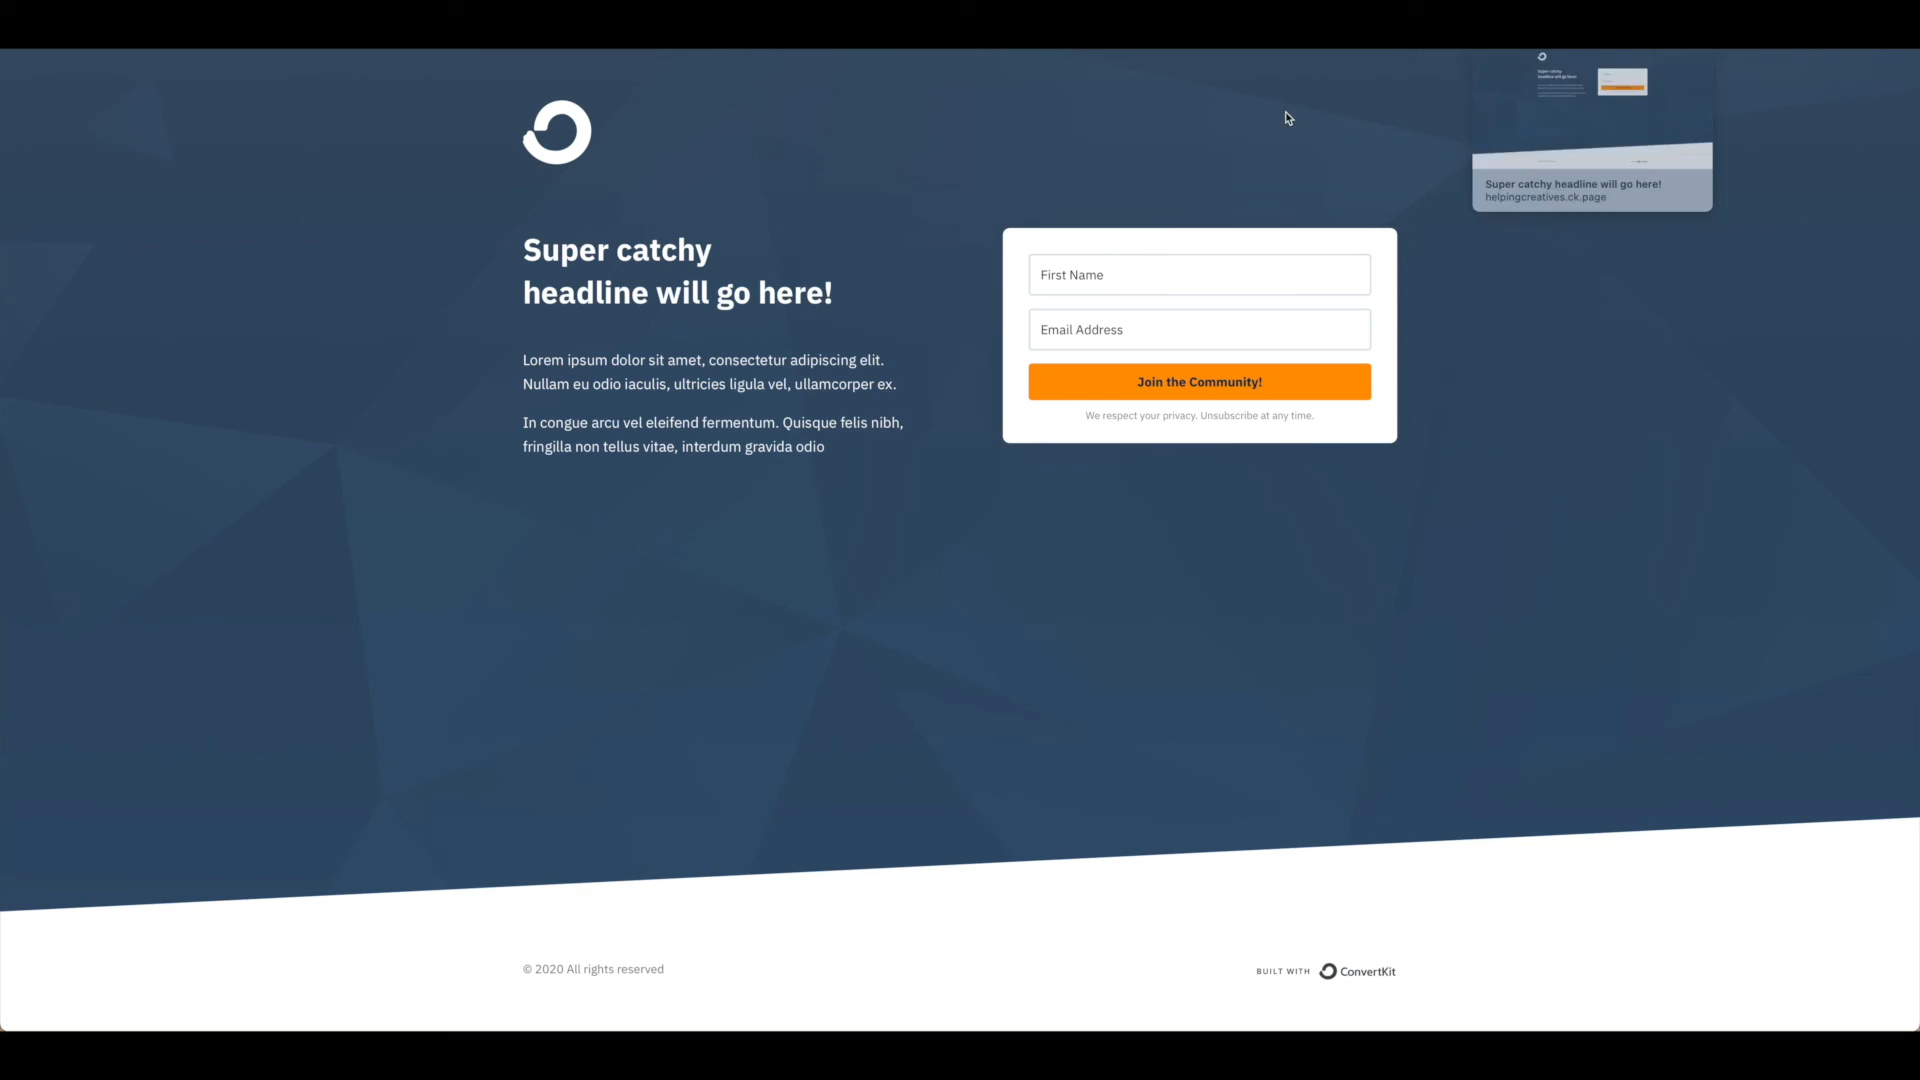 Super catchy headline will go here!
helpingcreatives.ck.page
Super catchy
headline will go here!
Lorem ipsum dolor sit amet, consectetur adipiscing elit.
Nullam eu odio iaculis, ultricies ligula vel, ullamcorper ex.
In congue arcu vel eleifend fermentum. Quisque felis nibh,
fringilla non tellus vitae, interdum gravida odio
First Name
Email Address
Join the Community!
We respect your privacy. Unsubscribe at any time.
© 2020 All rights reserved
BUILT WITH ConvertKit